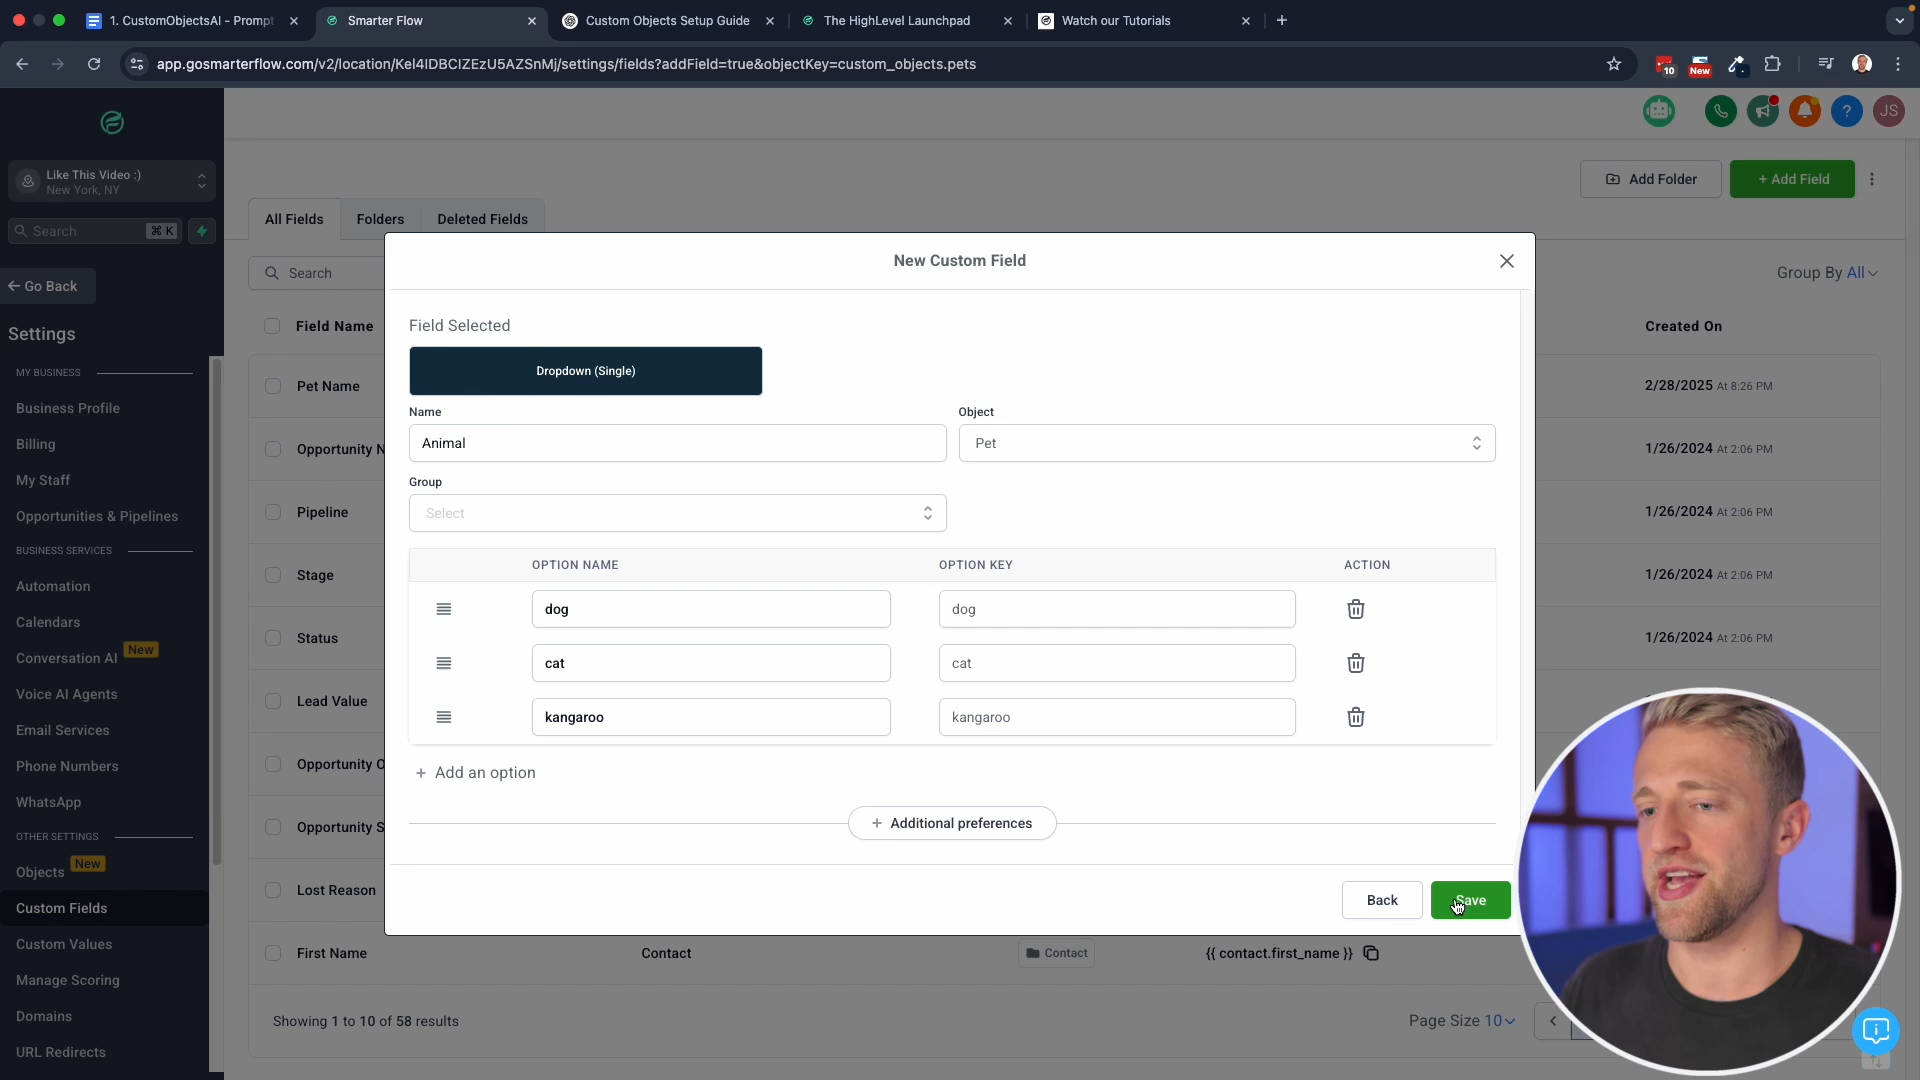 1. CustomObjectsAI - Prompt
Smarter Flow
Custom Objects Setup Guide
The HighLevel Launchpad
Watch our Tutorials
app.gosmarterflow.com/v2/location/Kel4IDBCIZEzU5AZSnMj/settings/fields?addField=true&objectKey=custom_objects.pets
10
New
JS
Like This Video :)
New York, NY
Search
⌘ K
Go Back
Settings
MY BUSINESS
Business Profile
Billing
My Staff
Opportunities & Pipelines
BUSINESS SERVICES
Automation
Calendars
Conversation AI New
Voice AI Agents
Email Services
Phone Numbers
WhatsApp
OTHER SETTINGS
Objects New
Custom Fields
Custom Values
Manage Scoring
Domains
URL Redirects
Add Folder
+ Add Field
All Fields
Folders
Deleted Fields
Search
Group By All
Field Name
Created On
Pet Name
2/28/2025 At 8:26 PM
Opportunity N
1/26/2024 At 2:06 PM
Pipeline
1/26/2024 At 2:06 PM
Stage
1/26/2024 At 2:06 PM
Status
1/26/2024 At 2:06 PM
Lead Value
Opportunity O
Opportunity S
Lost Reason
First Name
Contact
Contact
{{ contact.first_name }}
Showing 1 to 10 of 58 results
Page Size 10
New Custom Field
Field Selected
Dropdown (Single)
Name
Object
Animal
Pet
Group
Select
OPTION NAME
OPTION KEY
ACTION
dog
dog
cat
cat
kangaroo
kangaroo
+ Add an option
+ Additional preferences
Back
Save